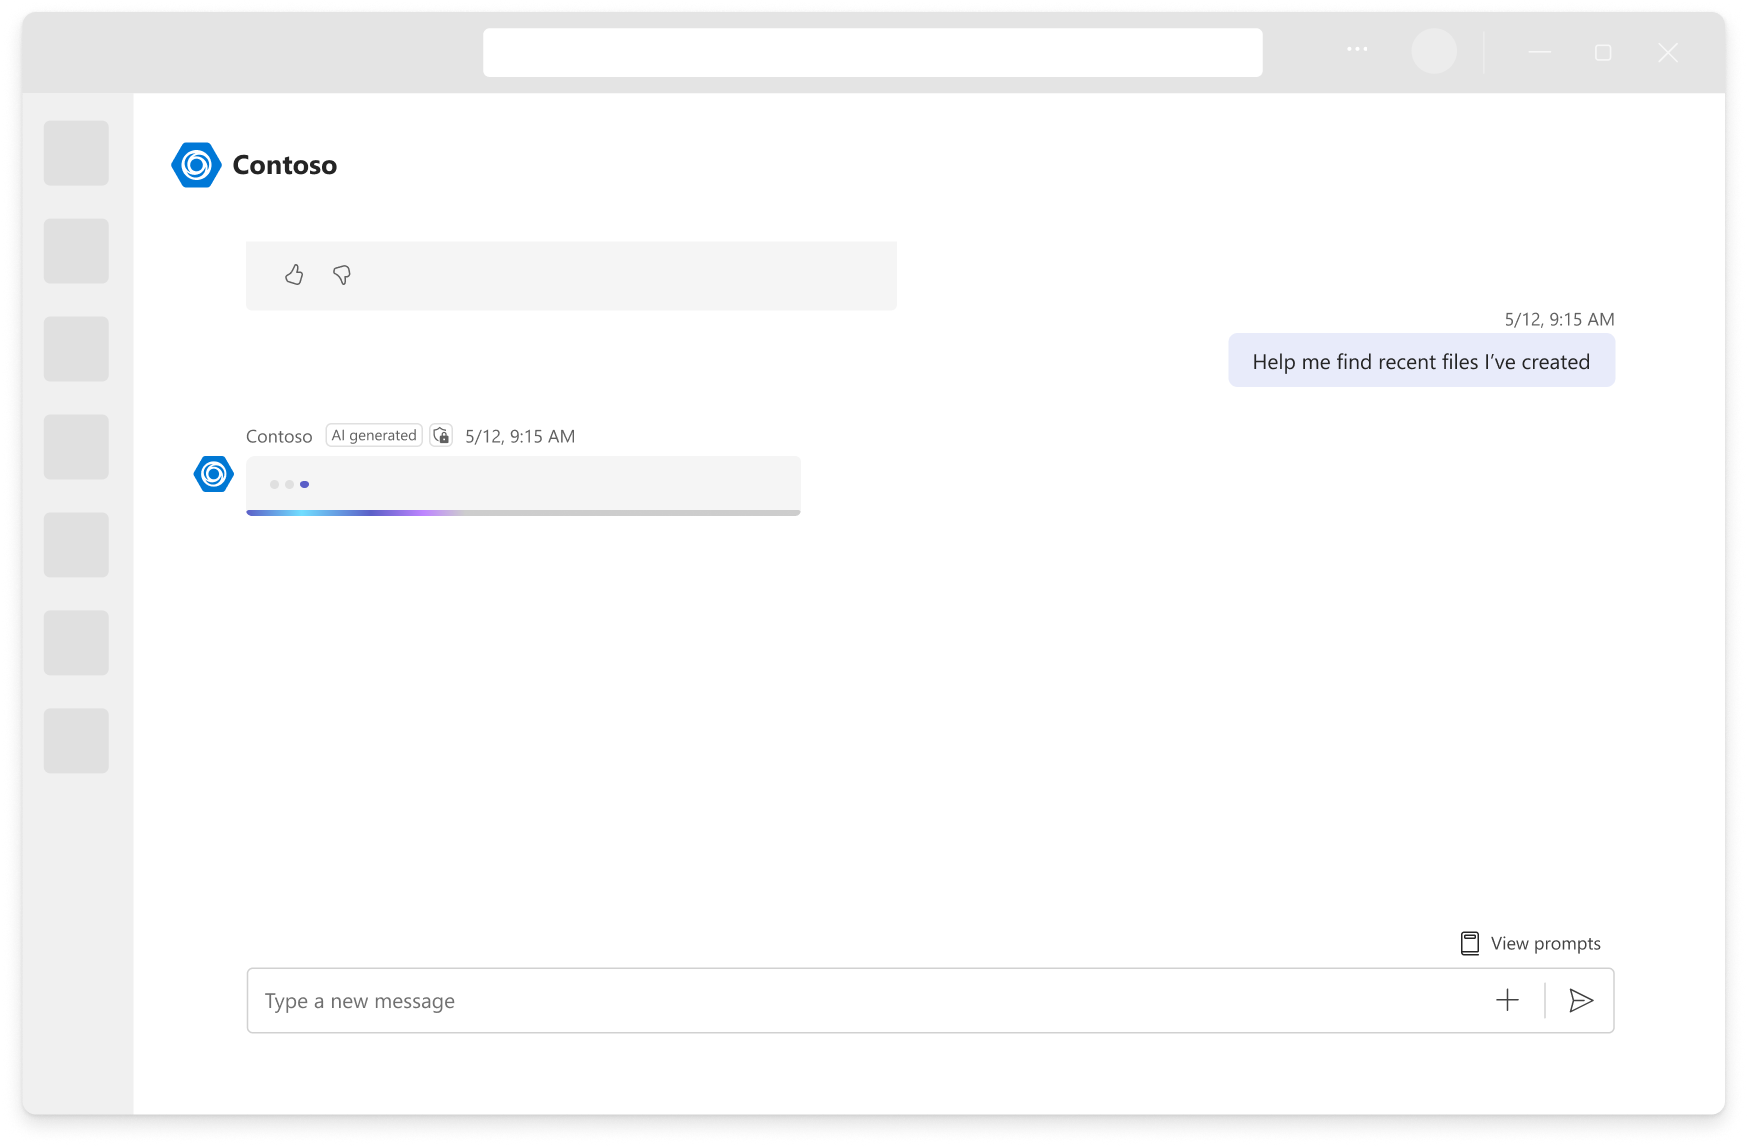 Contoso
5/12, 9:15 AM
Help me find recent files I’ve created
Contoso AI generated 5/12, 9:15 AM
View prompts
Type a new message